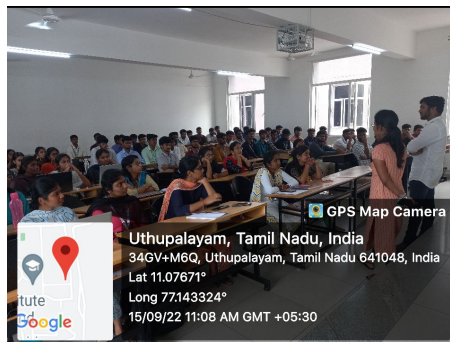 GPS Map Camera
Uthupalayam, Tamil Nadu, India
34GV+M6Q, Uthupalayam, Tamil Nadu 641048, India
Lat 11.07671°
Long 77.143324°
15/09/22 11:08 AM GMT +05:30
Google